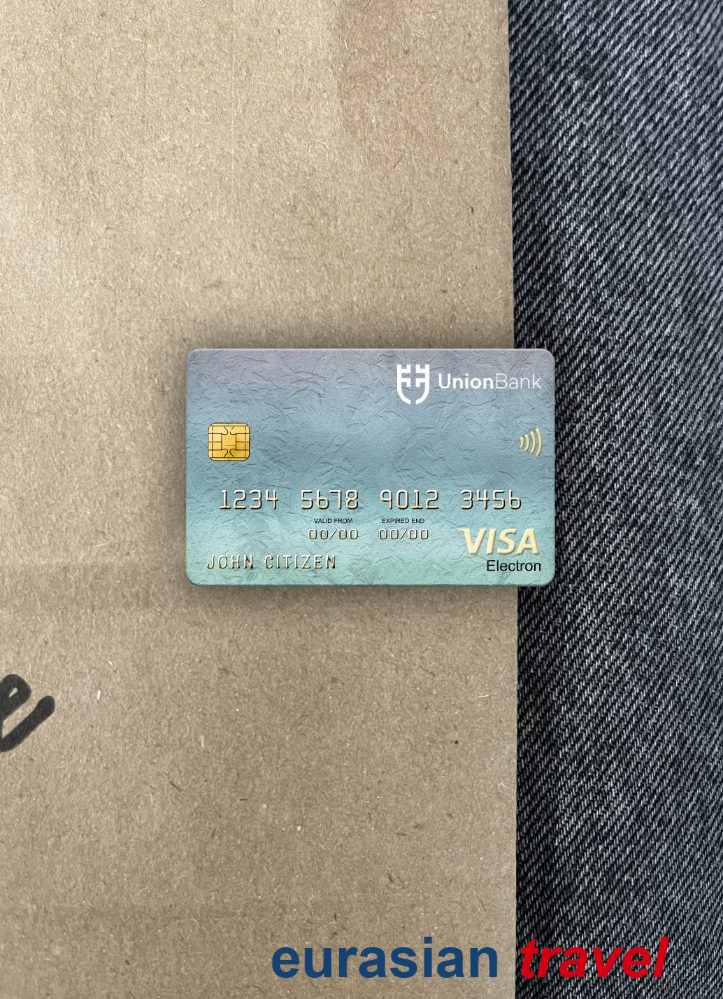 UnionBank
1234 5678 9012 3456
VALID FROM EXPIRED END
00/00 00/00
VISA
Electron
JOHN CITIZEN
eurasian travel